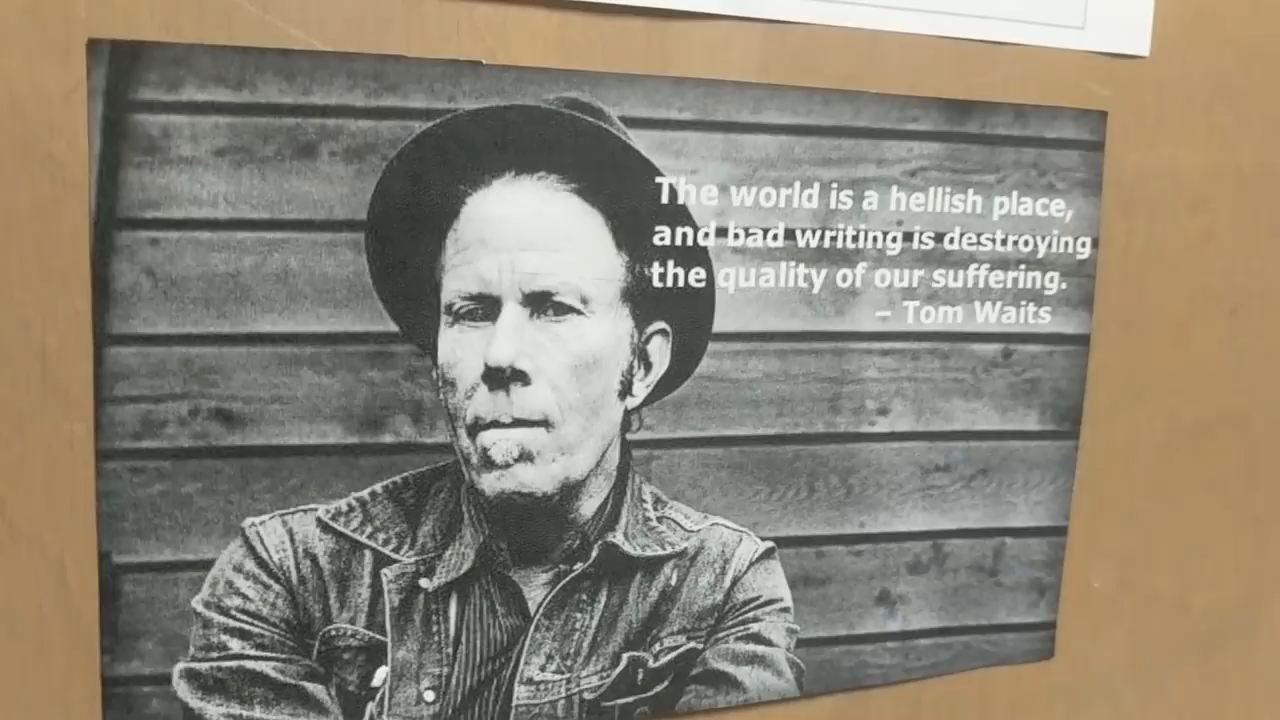 The world is a hellish place,
and bad writing is destroying
the quality of our suffering.
– Tom Waits